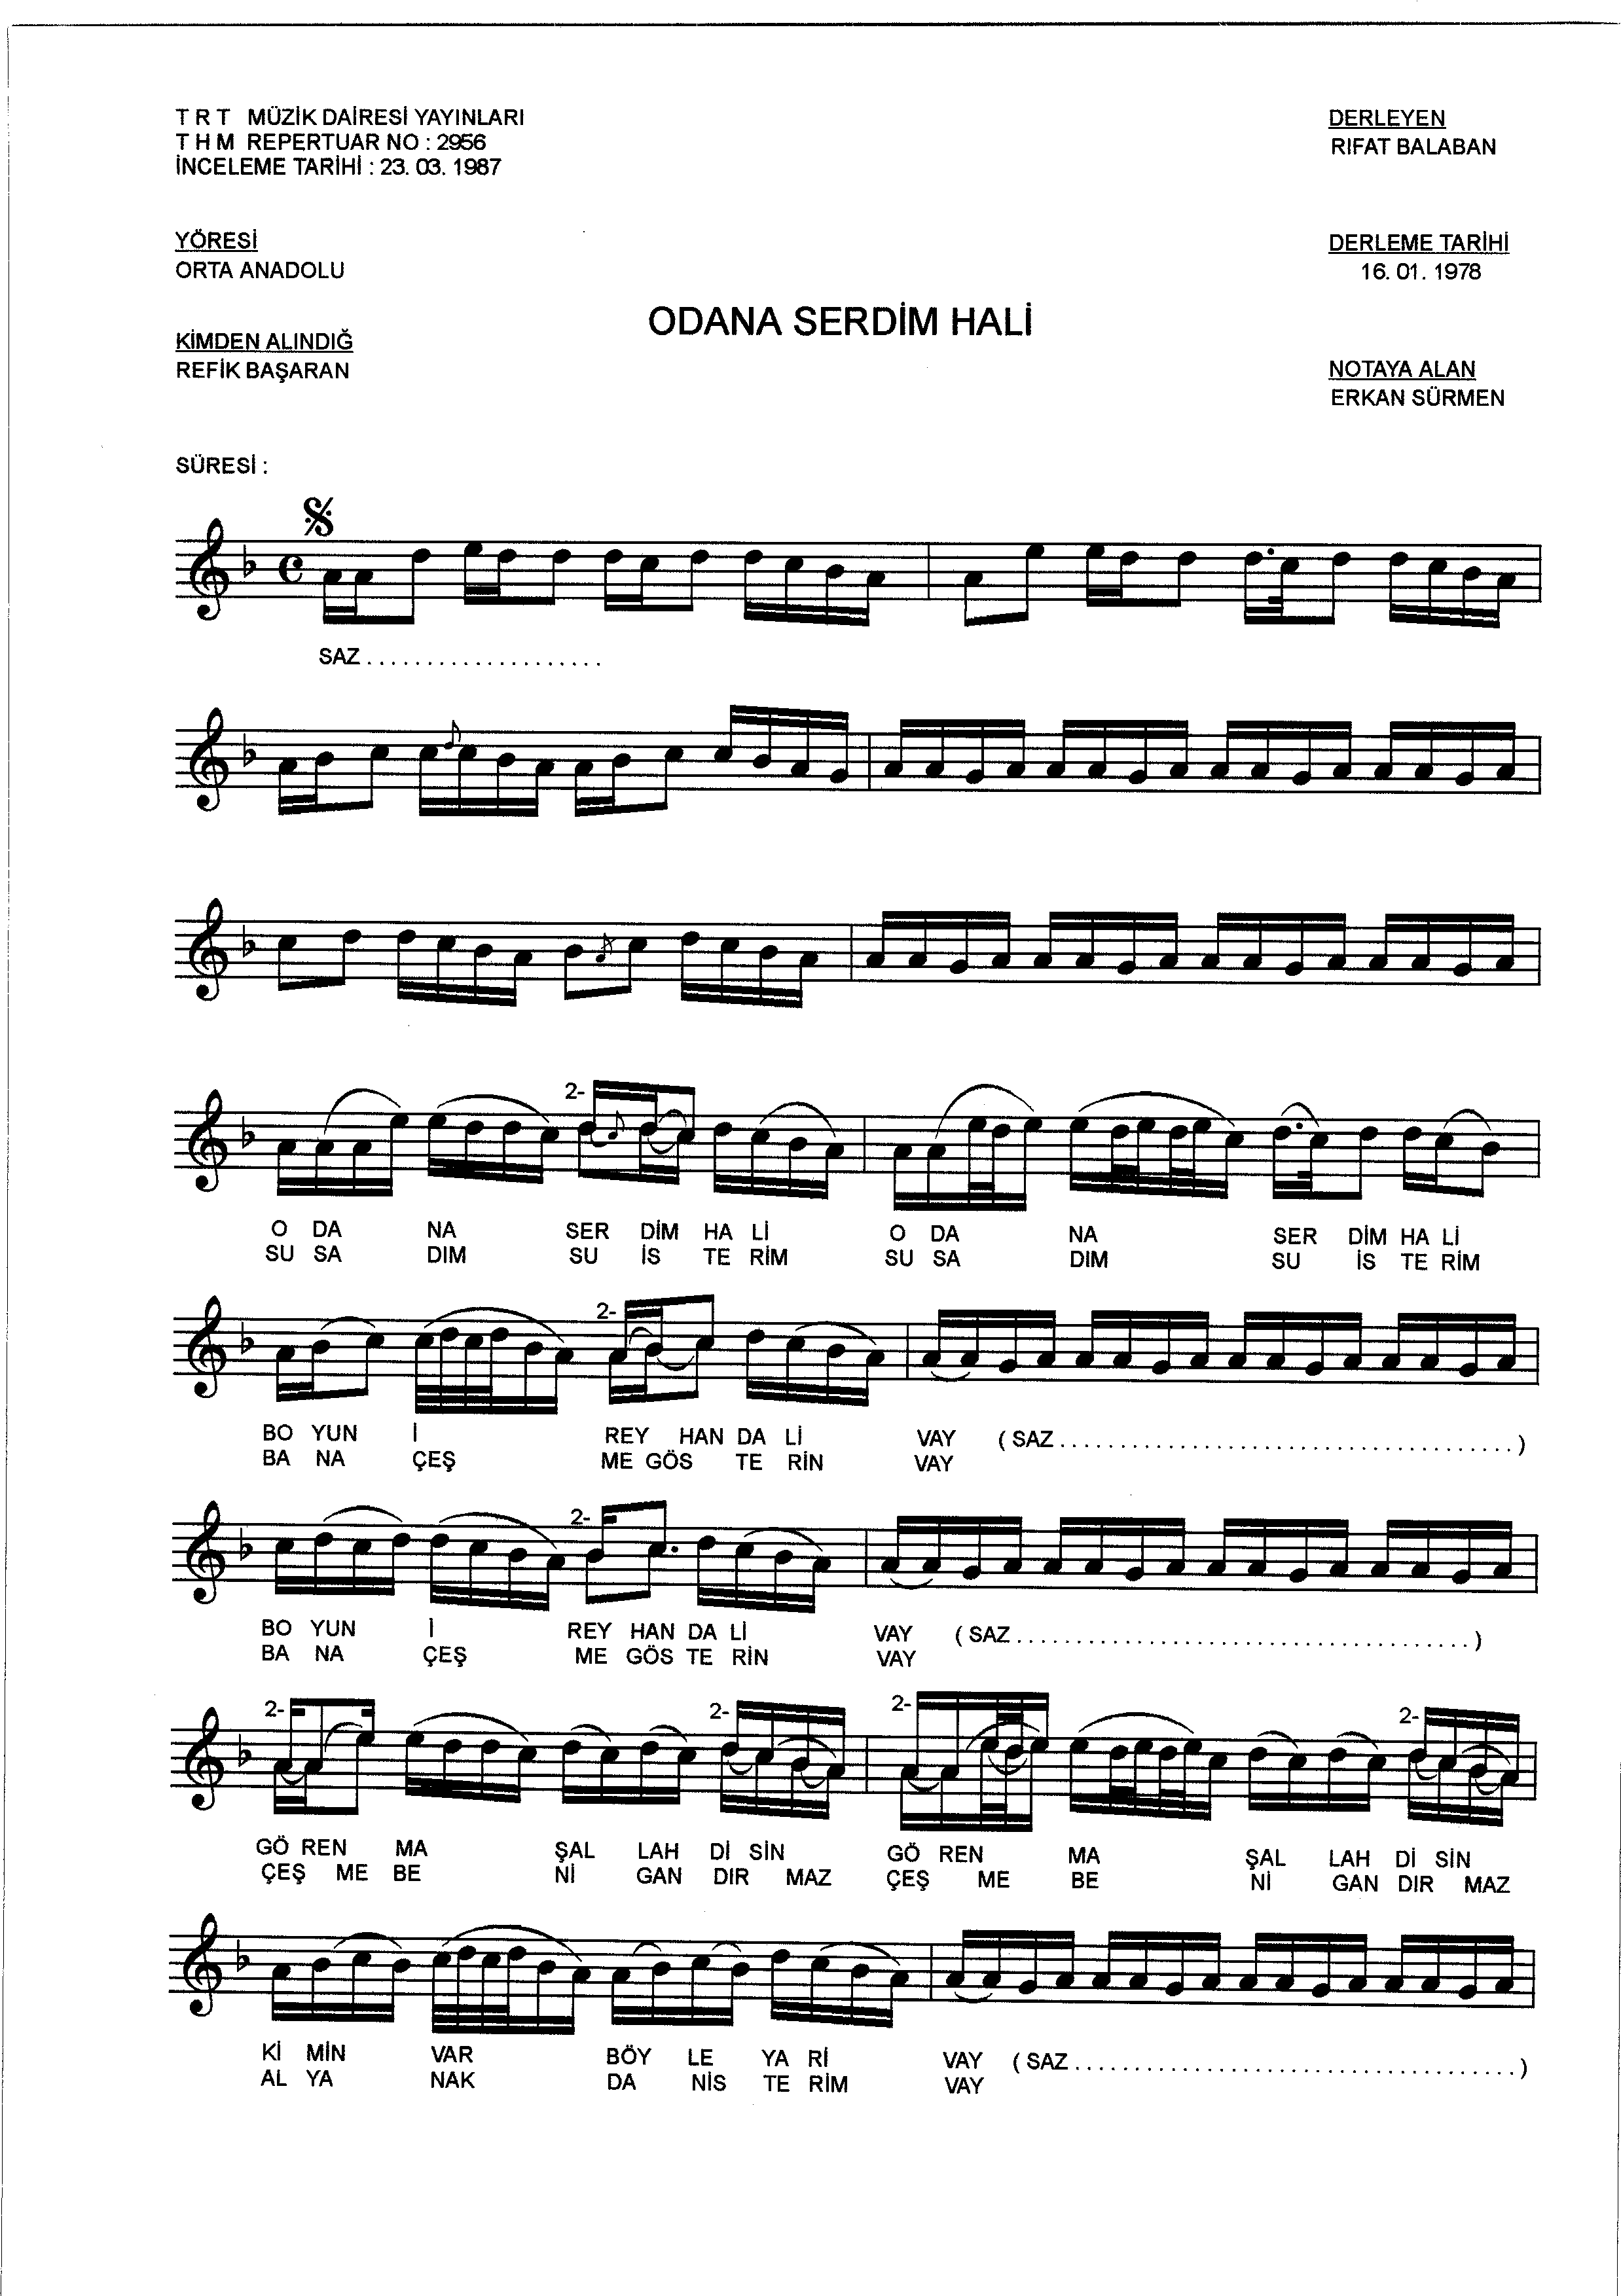 T R T MÜZİK DAİRESİ YAYINLARI
T H M REPERTUAR NO : 2956
İNCELEME TARİHİ : 23. 03. 1987
DERLEYEN
RIFAT BALABAN
YÖRESİ
ORTA ANADOLU
DERLEME TARİHİ
16. 01. 1978
ODANA SERDİM HALİ
KİMDEN ALINDIĞ
REFİK BAŞARAN
NOTAYA ALAN
ERKAN SÜRMEN
SÜRESİ :
SAZ . . . . . . . . . . . . . . . . . . . .
2-
O DA NA SER DİM HA Lİ O DA NA SER DİM HA Lİ
SU SA DIM SU İS TE RİM SU SA DIM SU İS TE RİM
2-
BO YUN İ REY HAN DA Lİ VAY ( SAZ . . . . . . . . . . . . . . . . . . . . . . . . . . . . . . . . . . . . . . )
BA NA ÇEŞ ME GÖS TE RİN VAY
2-
BO YUN İ REY HAN DA Lİ VAY ( SAZ . . . . . . . . . . . . . . . . . . . . . . . . . . . . . . . . . . . . . . )
BA NA ÇEŞ ME GÖS TE RİN VAY
2- 2- 2- 2-
GÖ REN MA ŞAL LAH Dİ SİN GÖ REN MA ŞAL LAH Dİ SİN
ÇEŞ ME BE Nİ GAN DIR MAZ ÇEŞ ME BE Nİ GAN DIR MAZ
Kİ MİN VAR BÖY LE YA Rİ VAY ( SAZ . . . . . . . . . . . . . . . . . . . . . . . . . . . . . . . . . . . . . )
AL YA NAK DA NİS TE RİM VAY